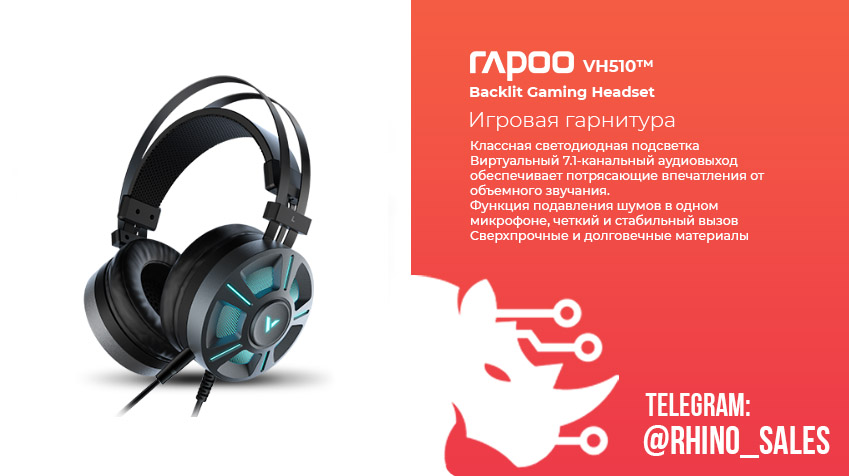 rapoo VH510™
Backlit Gaming Headset
Игровая гарнитура
Классная светодиодная подсветка
Виртуальный 7.1-канальный аудиовыход
обеспечивает потрясающие впечатления от
объемного звучания.
Функция подавления шумов в одном
микрофоне, четкий и стабильный вызов
Сверхпрочные и долговечные материалы
TELEGRAM:
@RHINO_SALES